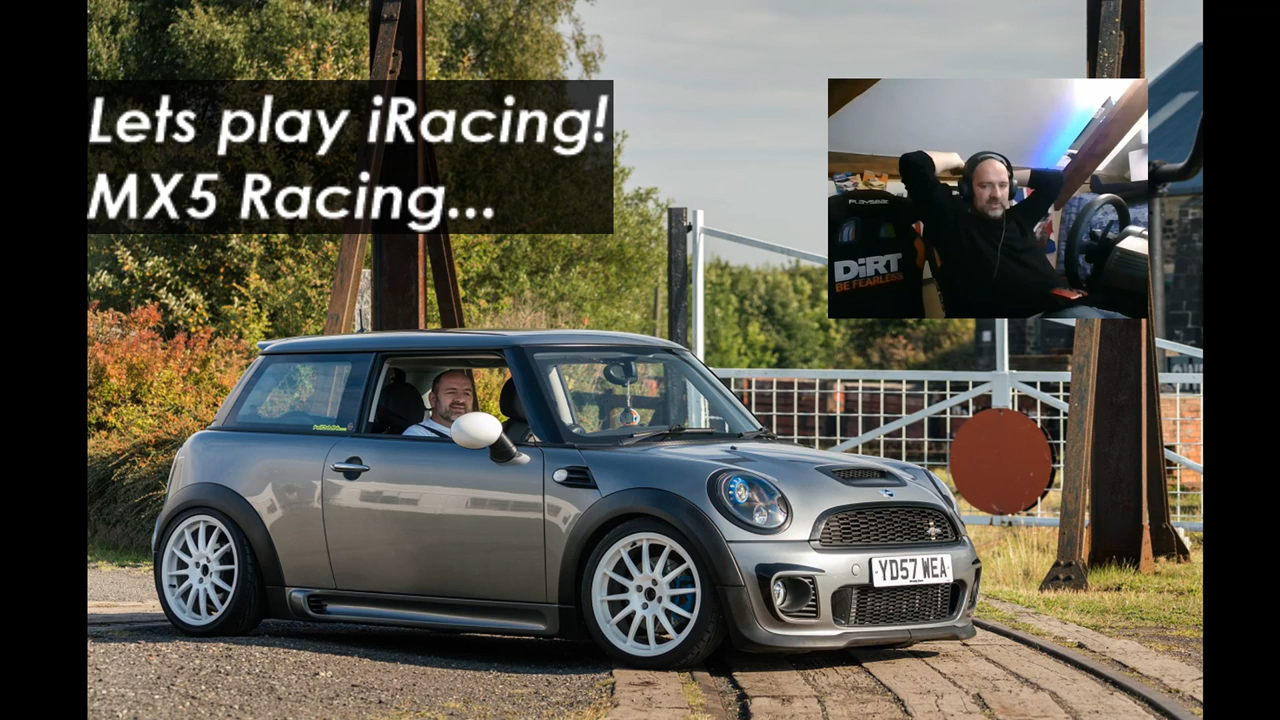 Lets play iRacing!
MX5 Racing...
PLAYSEAT
DiRT
BE FEARLESS
YD57 WEA